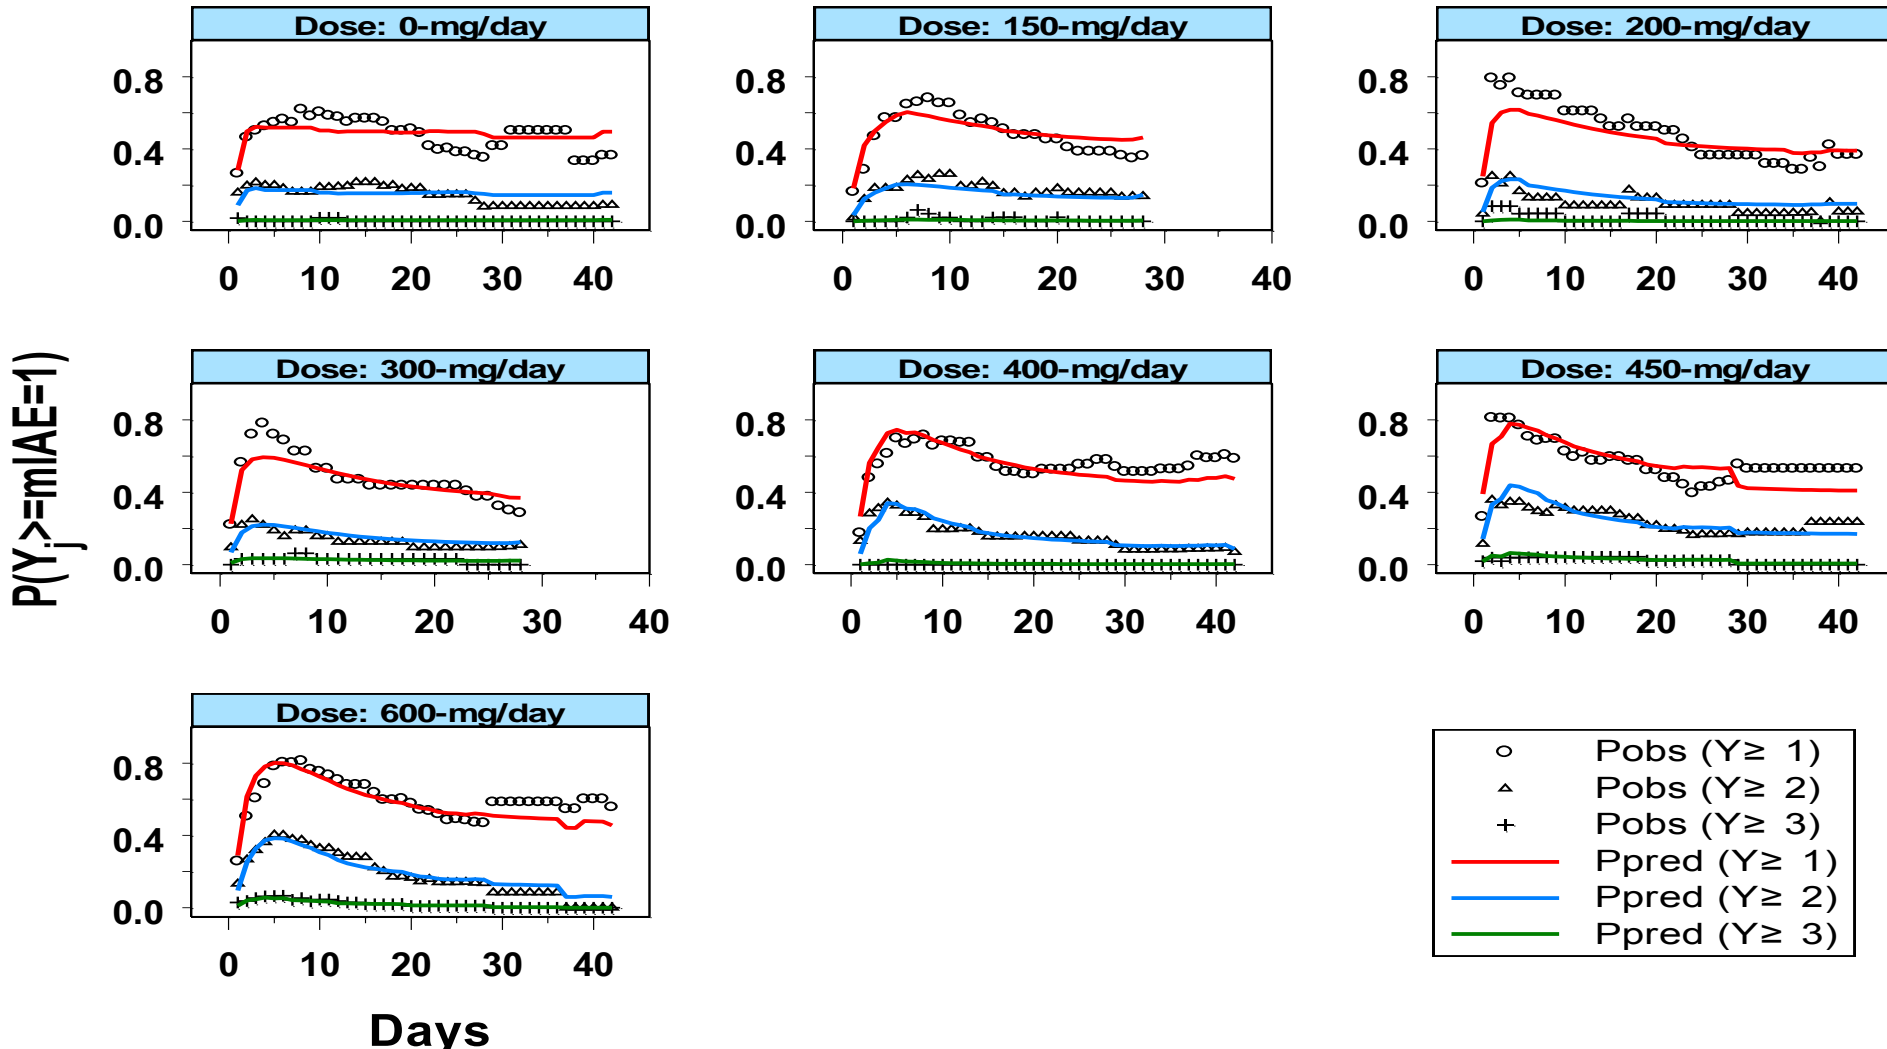 Dose: 0-mg/day Dose: 150-mg/day Dose: 200-mg/day
0.8 0.8 0.8
0.4 0.4 0.4
0.0 0.0 0.0
0 10 20 30 40 0 10 20 30 40 0 10 20 30 40
P(Yj>=m|AE=1)
Dose: 300-mg/day Dose: 400-mg/day Dose: 450-mg/day
0.8 0.8 0.8
0.4 0.4 0.4
0.0 0.0 0.0
0 10 20 30 40 0 10 20 30 40 0 10 20 30 40
Dose: 600-mg/day
0.8
0.4
0.0
0 10 20 30 40
Days
Pobs (Y≥ 1)
Pobs (Y≥ 2)
Pobs (Y≥ 3)
Ppred (Y≥ 1)
Ppred (Y≥ 2)
Ppred (Y≥ 3)